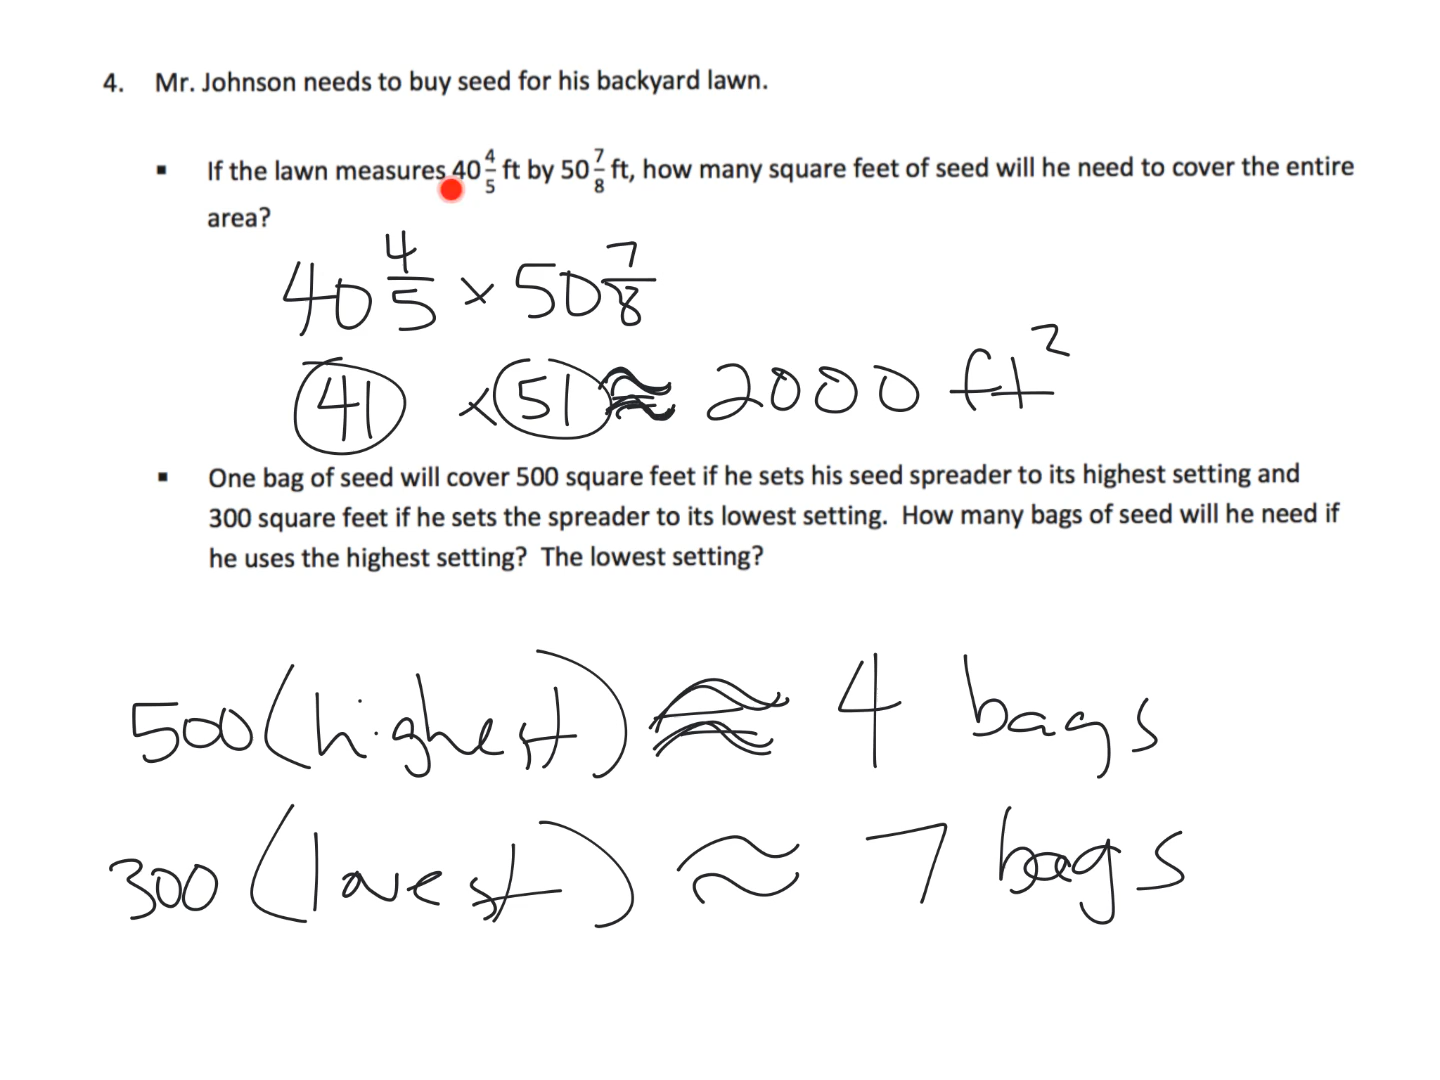 4. Mr. Johnson needs to buy seed for his backyard lawn.
▪ If the lawn measures 40 4/5 ft by 50 7/8 ft, how many square feet of seed will he need to cover the entire
area?
40 4/5 × 50 7/8
41 × 51 ≈ 2000 ft²
▪ One bag of seed will cover 500 square feet if he sets his seed spreader to its highest setting and
300 square feet if he sets the spreader to its lowest setting. How many bags of seed will he need if
he uses the highest setting? The lowest setting?
500 (highest) ≈ 4 bags
300 (lowest) ≈ 7 bags